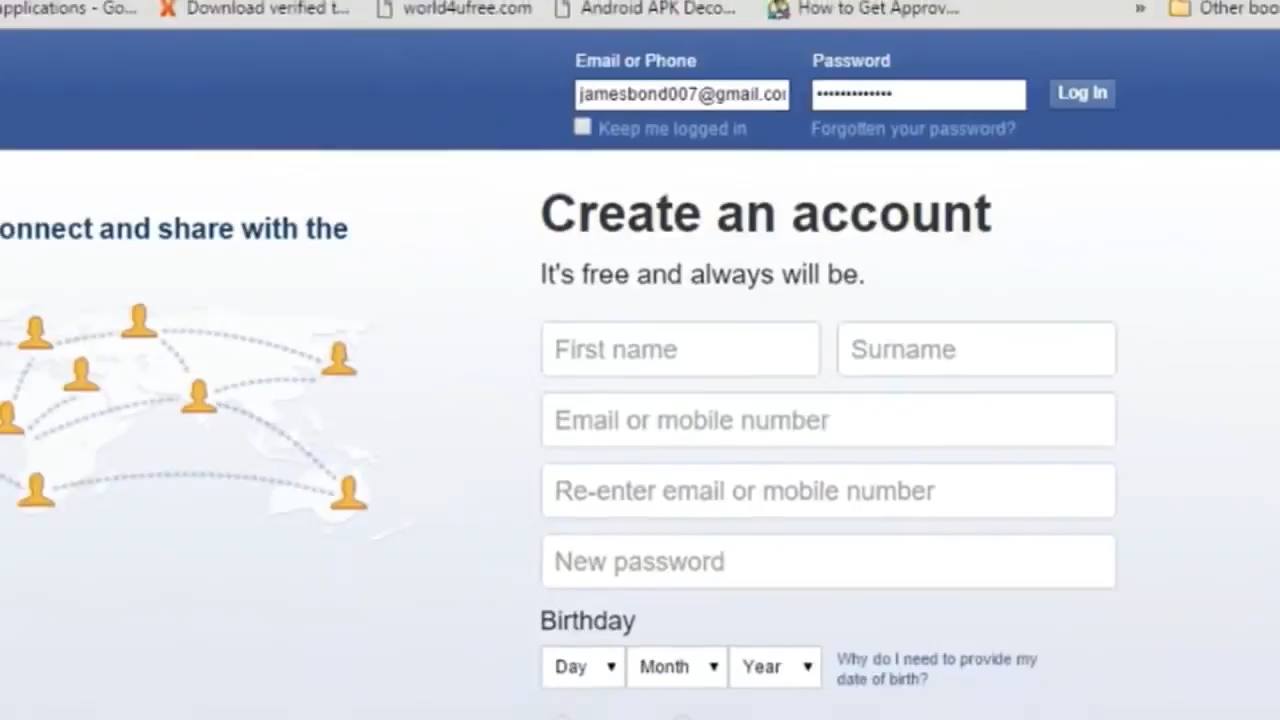 applications - Go...
Download verified t...
world4ufree.com
Android APK Deco...
How to Get Approv...
»
Other boo
Email or Phone
Password
jamesbond007@gmail.co
•••••••••••••
Log In
Keep me logged in
Forgotten your password?
onnect and share with the
Create an account
It's free and always will be.
First name
Surname
Email or mobile number
Re-enter email or mobile number
New password
Birthday
Day
Month
Year
Why do I need to provide my
date of birth?